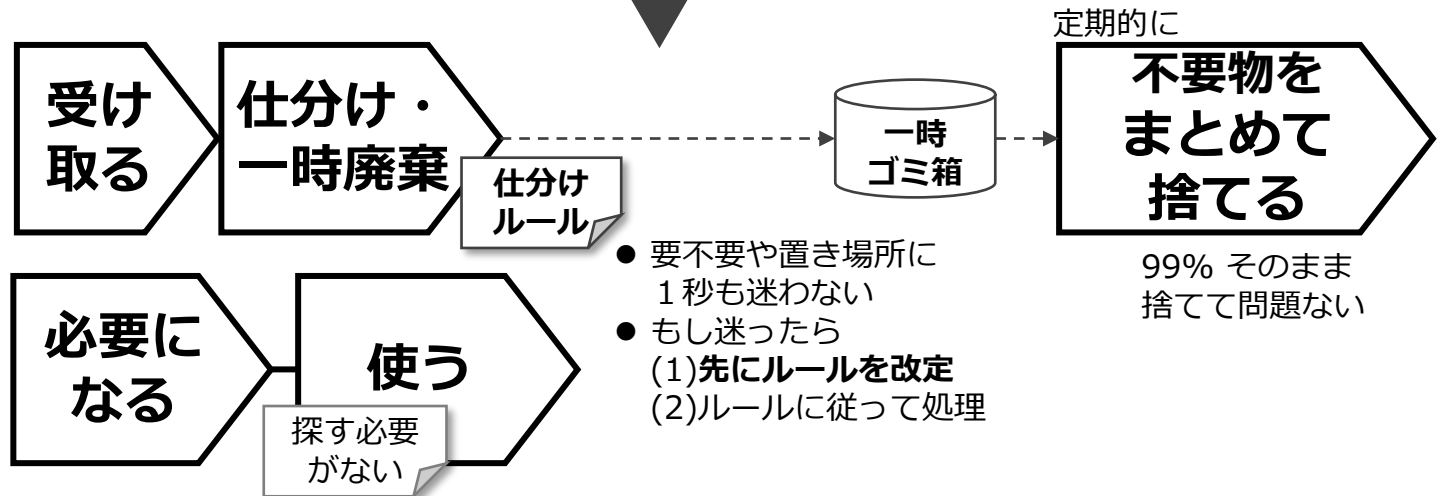 受け
取る
仕分け・
一時廃棄
仕分け
ルール
一時
ゴミ箱
定期的に
不要物を
まとめて
捨てる
99% そのまま
捨てて問題ない
● 要不要や置き場所に
１秒も迷わない
● もし迷ったら
(1)先にルールを改定
(2)ルールに従って処理
必要に
なる
使う
探す必要
がない